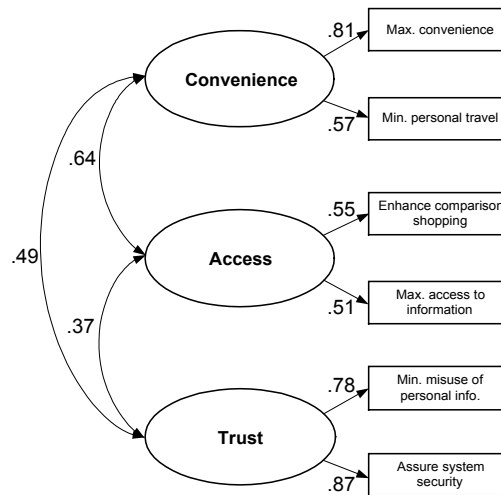 .81
Max. convenience
Convenience
.57
Min. personal travel
.64
.55
Enhance comparison
shopping
.49
Access
.51
Max. access to
information
.37
.78
Min. misuse of
personal info.
Trust
.87
Assure system
security